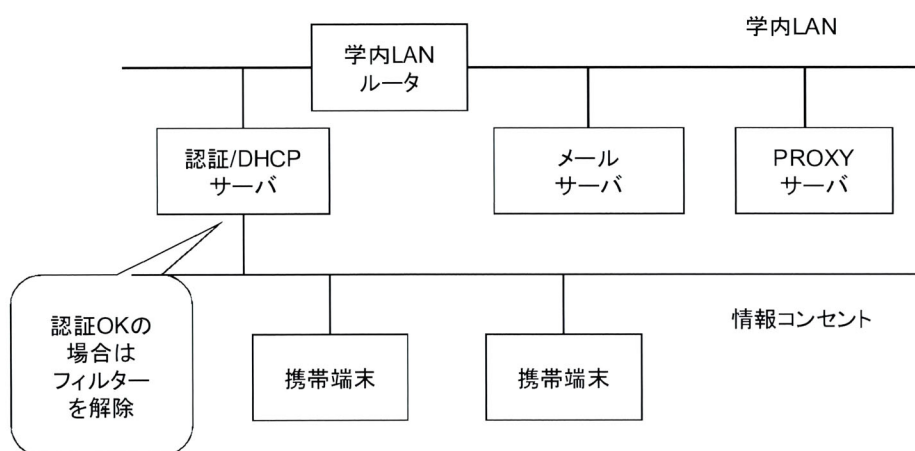 学内LAN
学内LAN
ルータ
認証/DHCP
サーバ
メール
サーバ
PROXY
サーバ
認証OKの
場合は
フィルター
を解除
情報コンセント
携帯端末
携帯端末